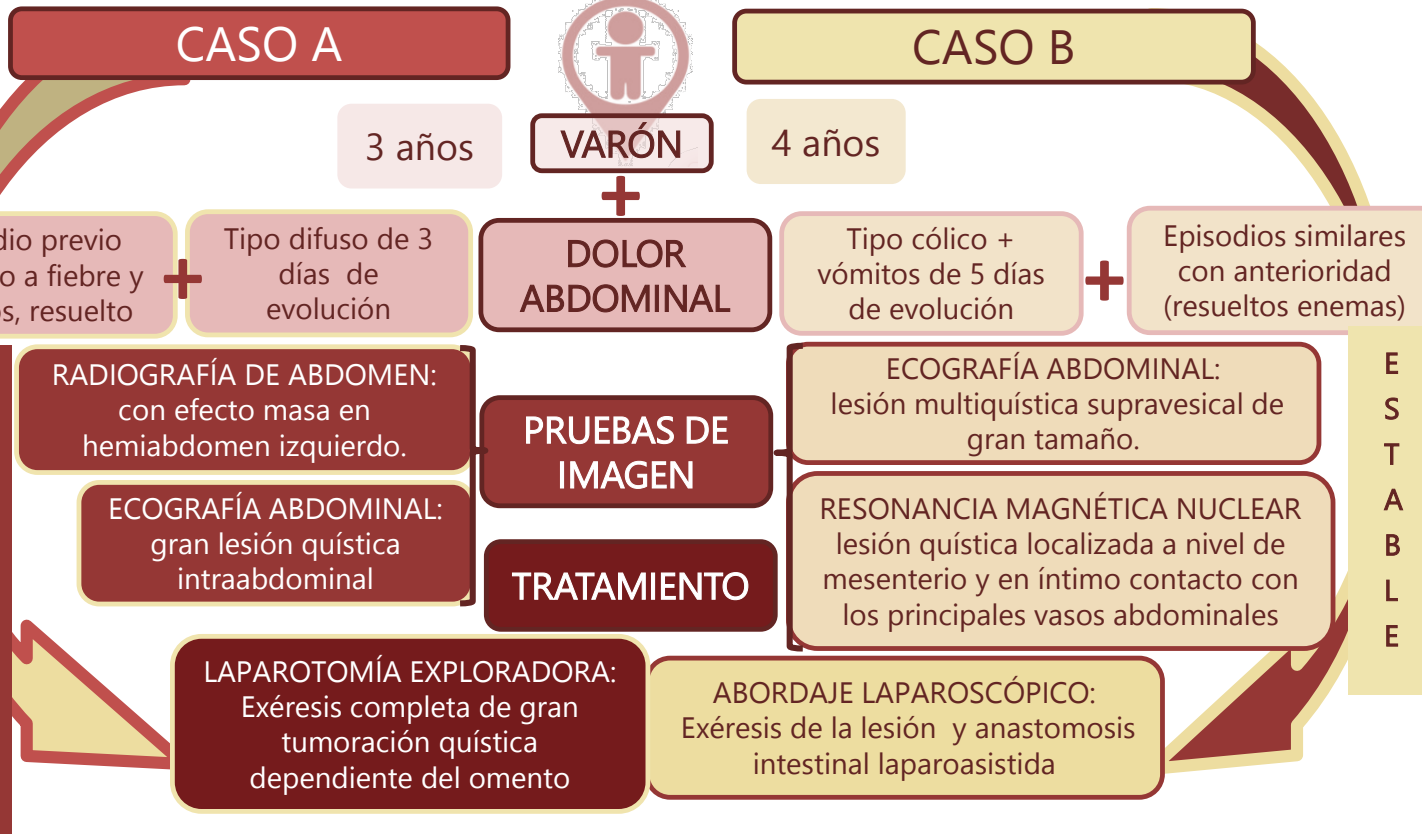 CASO A
CASO B
3 años
VARÓN
4 años
+
previo
a fiebre y
resuelto
+
Tipo difuso de 3
días de
evolución
DOLOR
ABDOMINAL
Tipo cólico +
vómitos de 5 días
de evolución
+
Episodios similares
con anterioridad
(resueltos enemas)
RADIOGRAFÍA DE ABDOMEN:
con efecto masa en
hemiabdomen izquierdo.
ECOGRAFÍA ABDOMINAL:
gran lesión quística
intraabdominal
PRUEBAS DE
IMAGEN
ECOGRAFÍA ABDOMINAL:
lesión multiquística supravesical de
gran tamaño.
RESONANCIA MAGNÉTICA NUCLEAR
lesión quística localizada a nivel de
mesenterio y en íntimo contacto con
los principales vasos abdominales
E
S
T
A
B
L
E
TRATAMIENTO
LAPAROTOMÍA EXPLORADORA:
Exéresis completa de gran
tumoración quística
dependiente del omento
ABORDAJE LAPAROSCÓPICO:
Exéresis de la lesión y anastomosis
intestinal laparoasistida